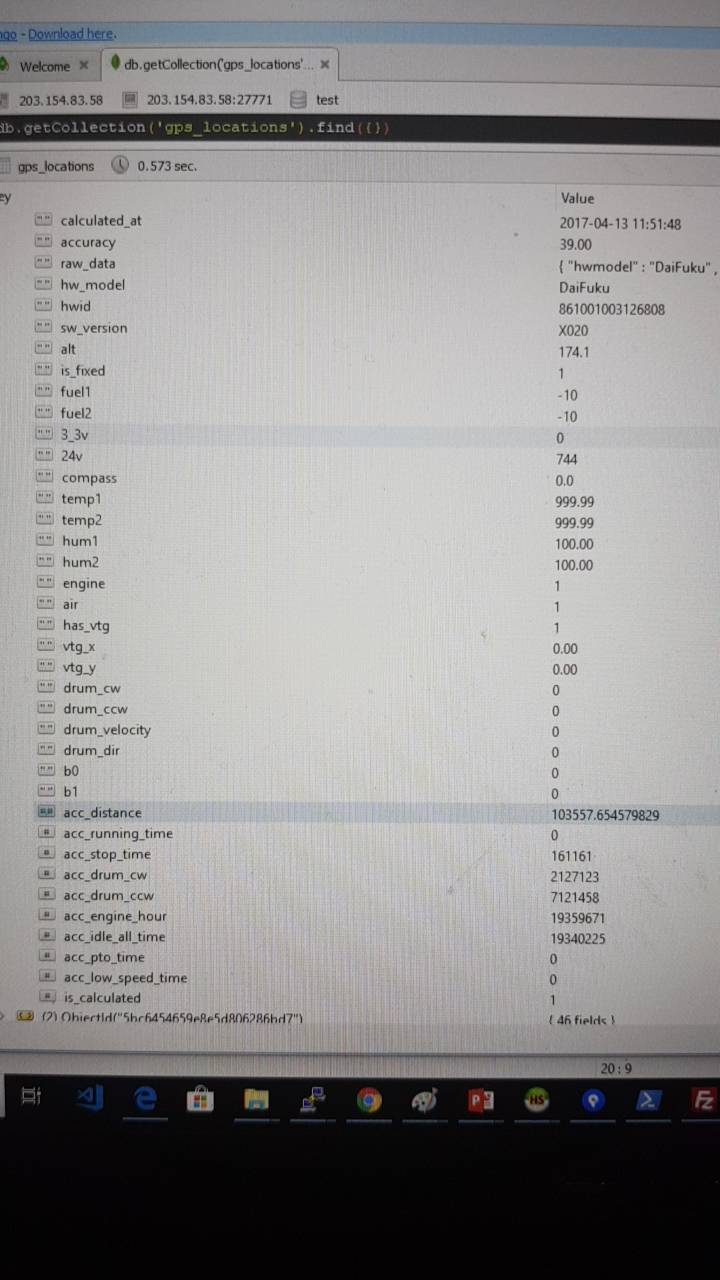 ngo - Download here.
Welcome × db.getCollection('gps_locations'... ×
203.154.83.58 203.154.83.58:27771 test
db.getCollection('gps_locations').find({})
gps_locations 0.573 sec.
ey Value
calculated_at 2017-04-13 11:51:48
accuracy 39.00
raw_data { "hwmodel" : "DaiFuku" ,
hw_model DaiFuku
hwid 861001003126808
sw_version X020
alt 174.1
is_fixed 1
fuel1 -10
fuel2 -10
3_3v 0
24v 744
compass 0.0
temp1 999.99
temp2 999.99
hum1 100.00
hum2 100.00
engine 1
air 1
has_vtg 1
vtg_x 0.00
vtg_y 0.00
drum_cw 0
drum_ccw 0
drum_velocity 0
drum_dir 0
b0 0
b1 0
acc_distance 103557.654579829
acc_running_time 0
acc_stop_time 161161
acc_drum_cw 2127123
acc_drum_ccw 7121458
acc_engine_hour 19359671
acc_idle_all_time 19340225
acc_pto_time 0
acc_low_speed_time 0
is_calculated 1
(2) ObjectId("5bc6454659e8e5d806286bd7") { 46 fields }
20 : 9
HS